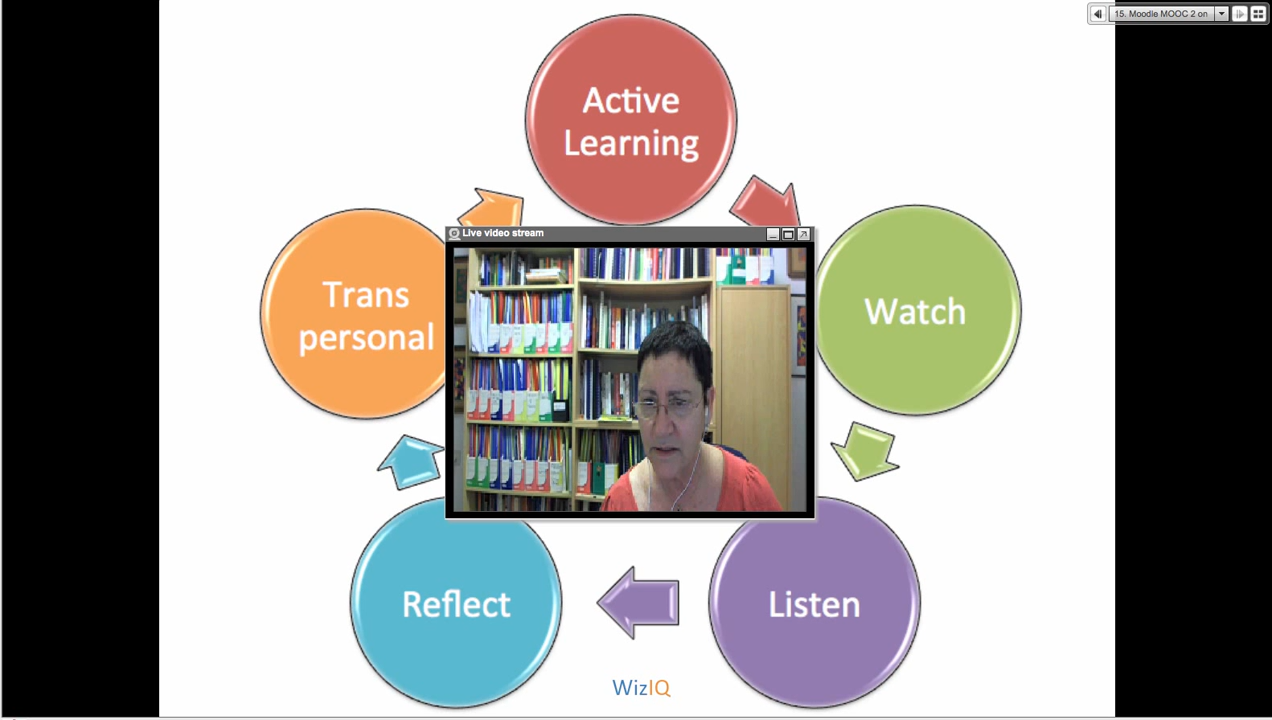 15. Moodle MOOC 2 on
Active
Learning
Live video stream
Trans
personal
Watch
Reflect
Listen
WizIQ